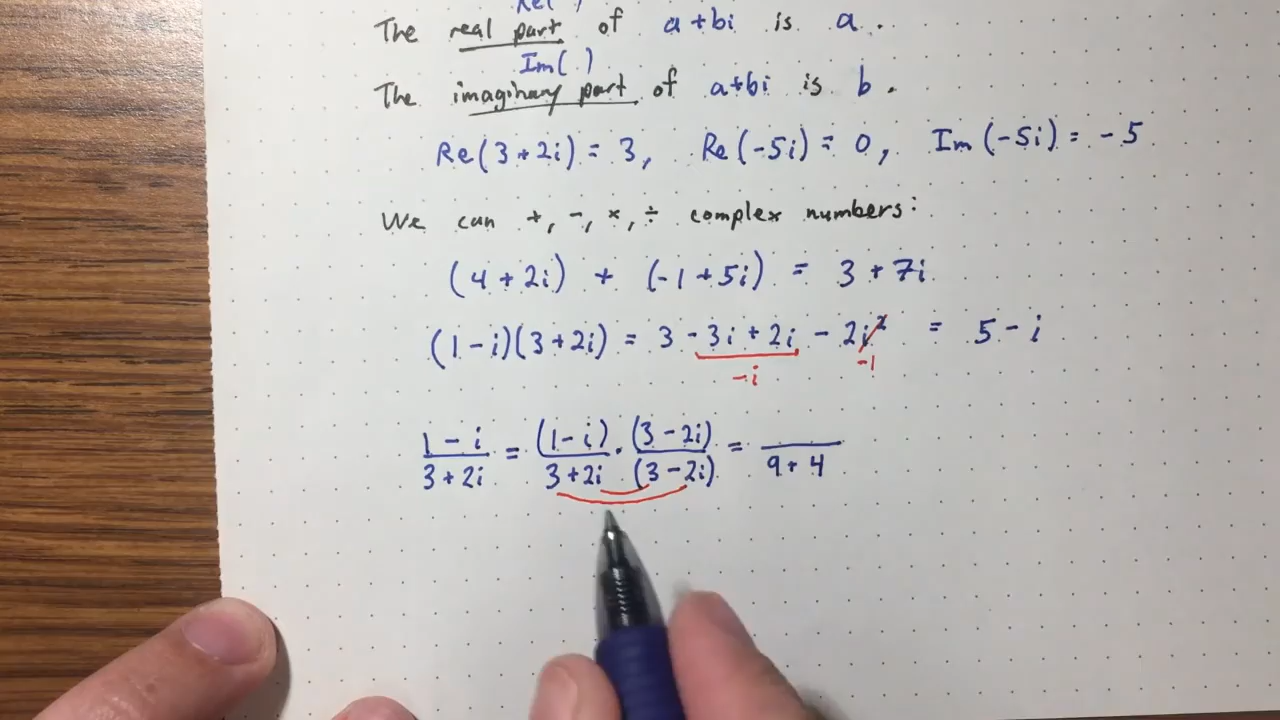 Re( )
The real part of a+bi is a.
Im( )
The imaginary part of a+bi is b.
Re(3+2i) = 3, Re(-5i) = 0, Im(-5i) = -5
We can +, -, ×, ÷ complex numbers:
(4+2i) + (-1+5i) = 3+7i
(1-i)(3+2i) = 3 -3i + 2i - 2i² = 5 - i
-i -1
1 - i = (1-i) · (3-2i) =
3+2i 3+2i (3-2i) 9+4